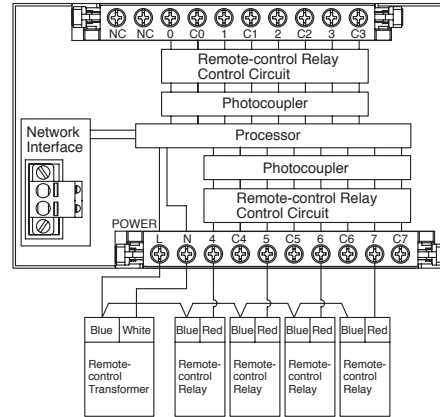 NC NC 0 C0 1 C1 2 C2 3 C3
Remote-control Relay
Control Circuit
Photocoupler
Network
Interface
Processor
Photocoupler
Remote-control Relay
Control Circuit
POWER
L N 4 C4 5 C5 6 C6 7 C7
Blue White Blue Red Blue Red Blue Red Blue Red
Remote-
control
Transformer
Remote-
control
Relay
Remote-
control
Relay
Remote-
control
Relay
Remote-
control
Relay